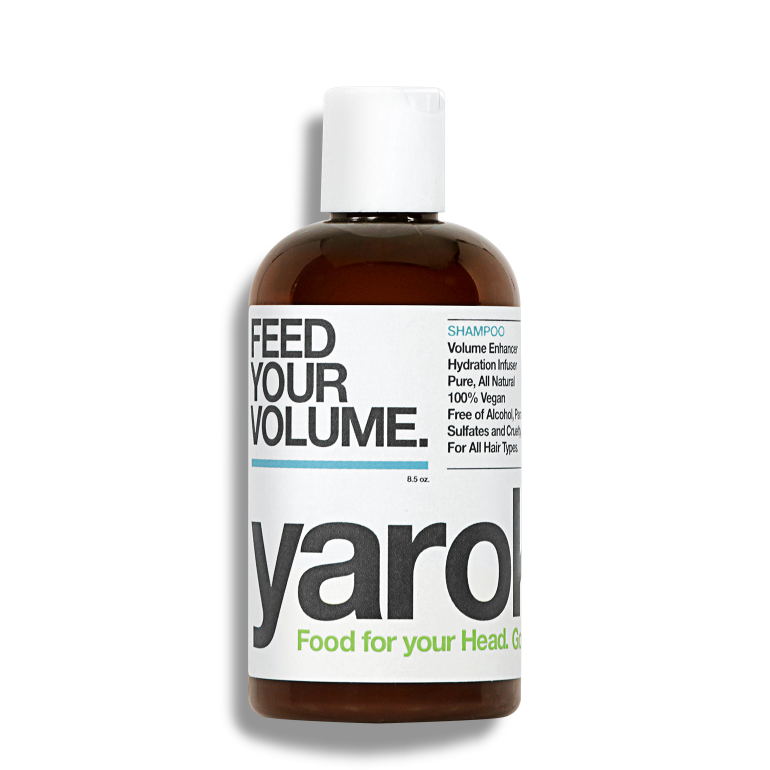 FEED
YOUR
VOLUME.
8.5 oz.
SHAMPOO
Volume Enhancer
Hydration Infuser
Pure, All Natural
100% Vegan
Free of Alcohol,
Sulfates and
For All Hair Types.
yarok
Food for your Head.